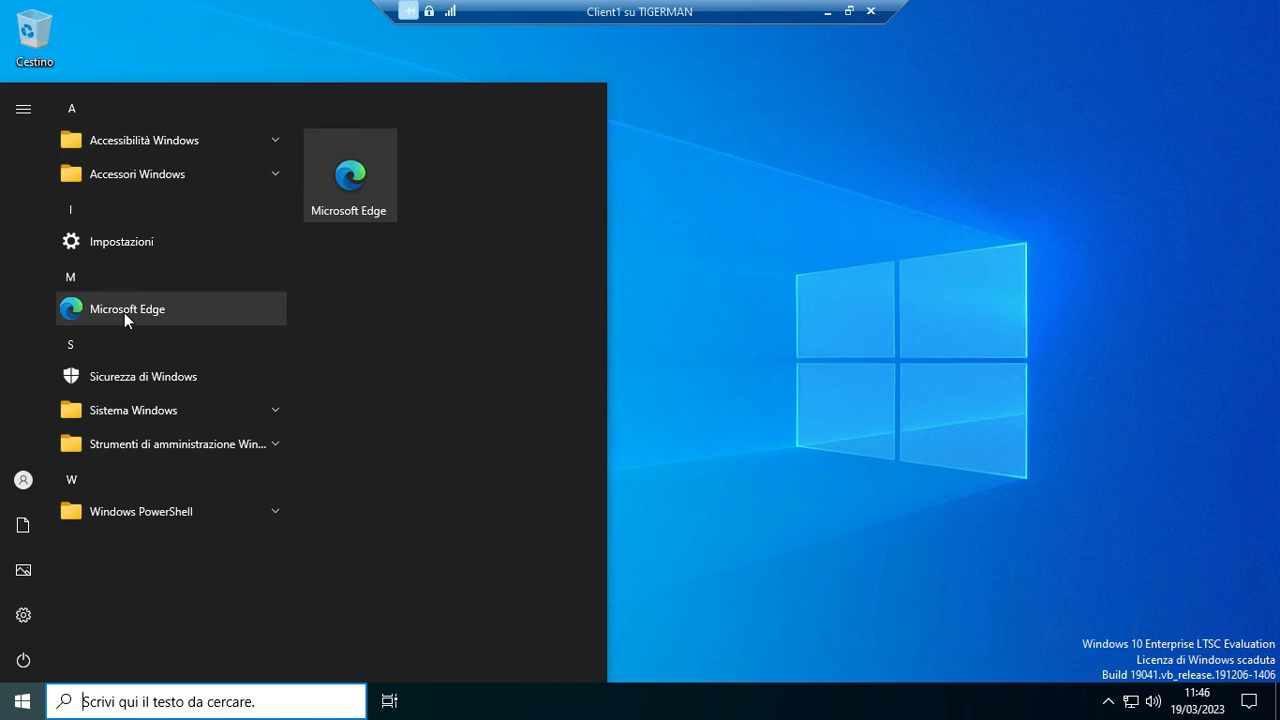 Client1 su TIGERMAN
Cestino
A
Accessibilità Windows
Accessori Windows
I
Impostazioni
M
Microsoft Edge
S
Sicurezza di Windows
Sistema Windows
Strumenti di amministrazione Win...
W
Windows PowerShell
Microsoft Edge
Windows 10 Enterprise LTSC Evaluation
Licenza di Windows scaduta
Build 19041.vb_release.191206-1406
Scrivi qui il testo da cercare.
11:46
19/03/2023